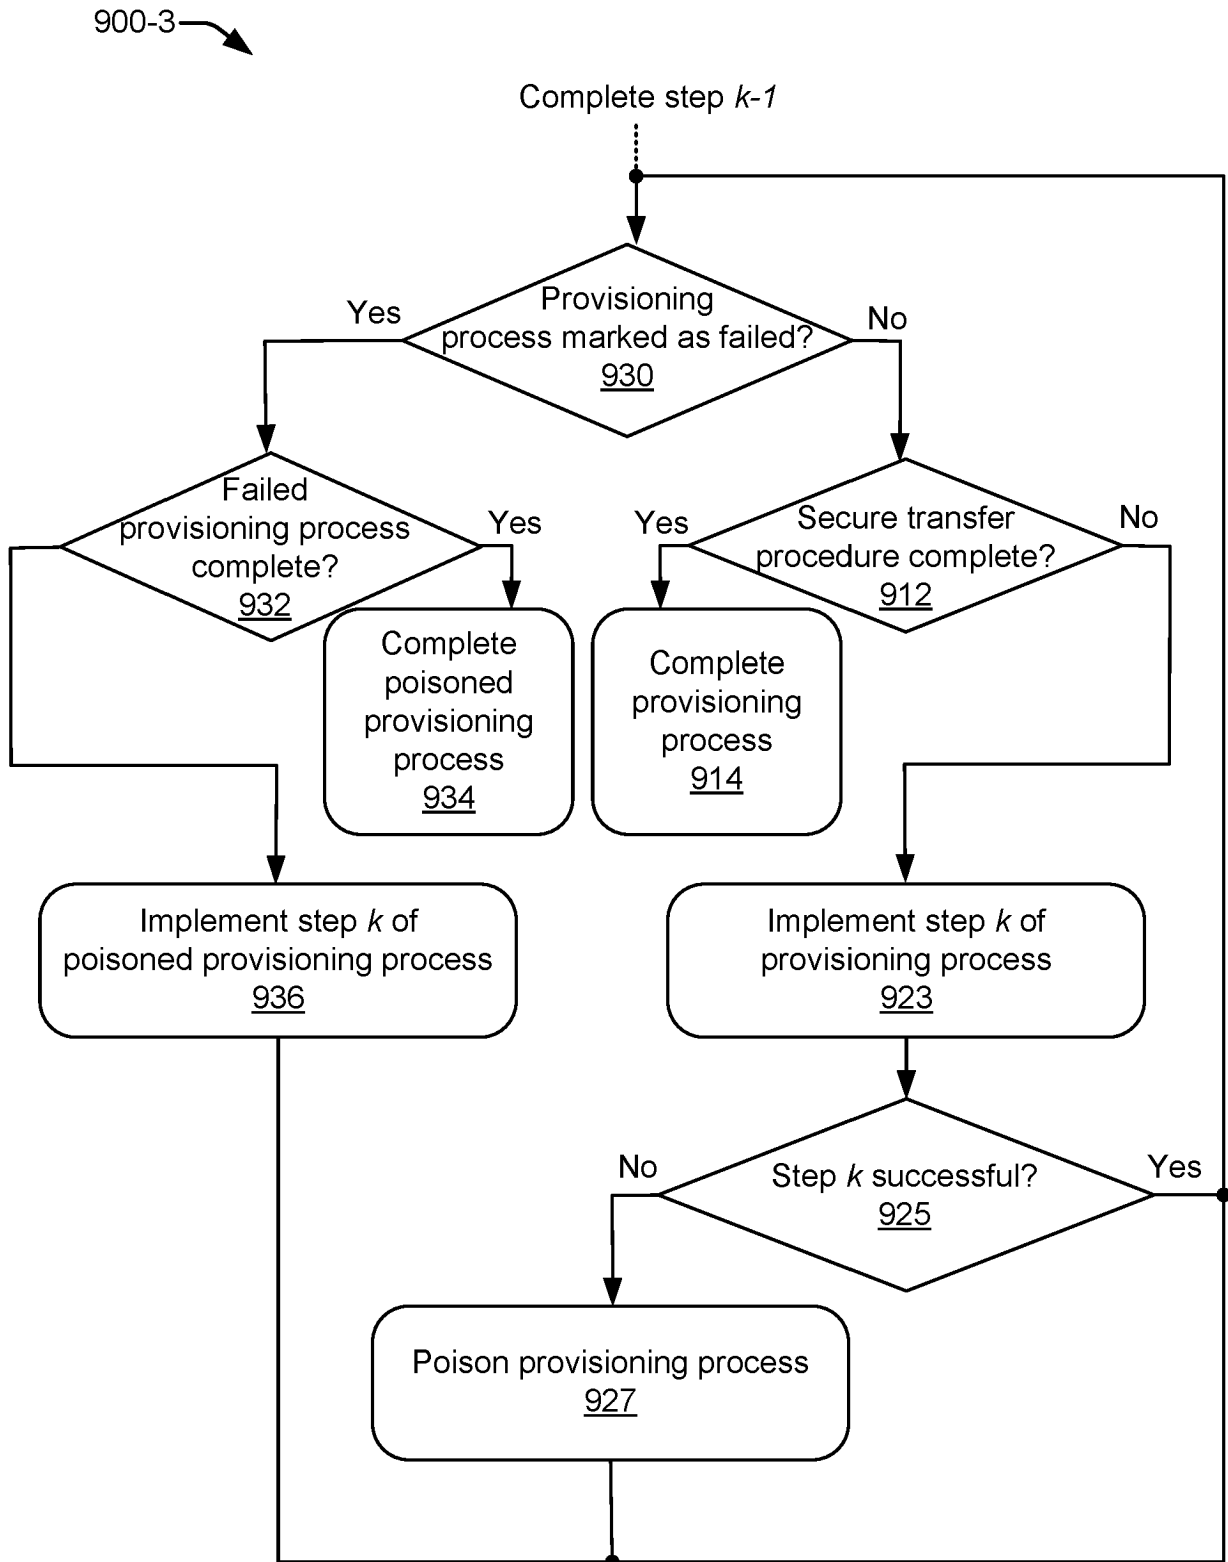 900-3
Complete step k-1
Provisioning
process marked as failed?
930
Yes
No
Failed
provisioning process
complete?
932
Yes
Yes
Secure transfer
procedure complete?
912
No
Complete
poisoned
provisioning
process
934
Complete
provisioning
process
914
Implement step k of
poisoned provisioning process
936
Implement step k of
provisioning process
923
No
Step k successful?
925
Yes
Poison provisioning process
927